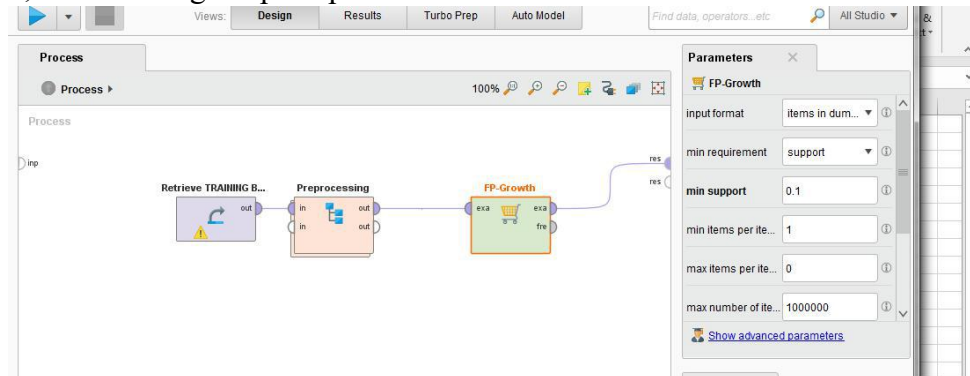 Views:
Design
Results
Turbo Prep
Auto Model
Find data, operators...etc
All Studio
&
Process
Process
100%
Process
inp
Retrieve TRAINING B...
out
Preprocessing
in
out
in
out
FP-Growth
exa
exa
fre
res
res
Parameters
FP-Growth
input format
items in dum...
min requirement
support
min support
0.1
min items per ite...
1
max items per ite...
0
max number of ite...
1000000
Show advanced parameters